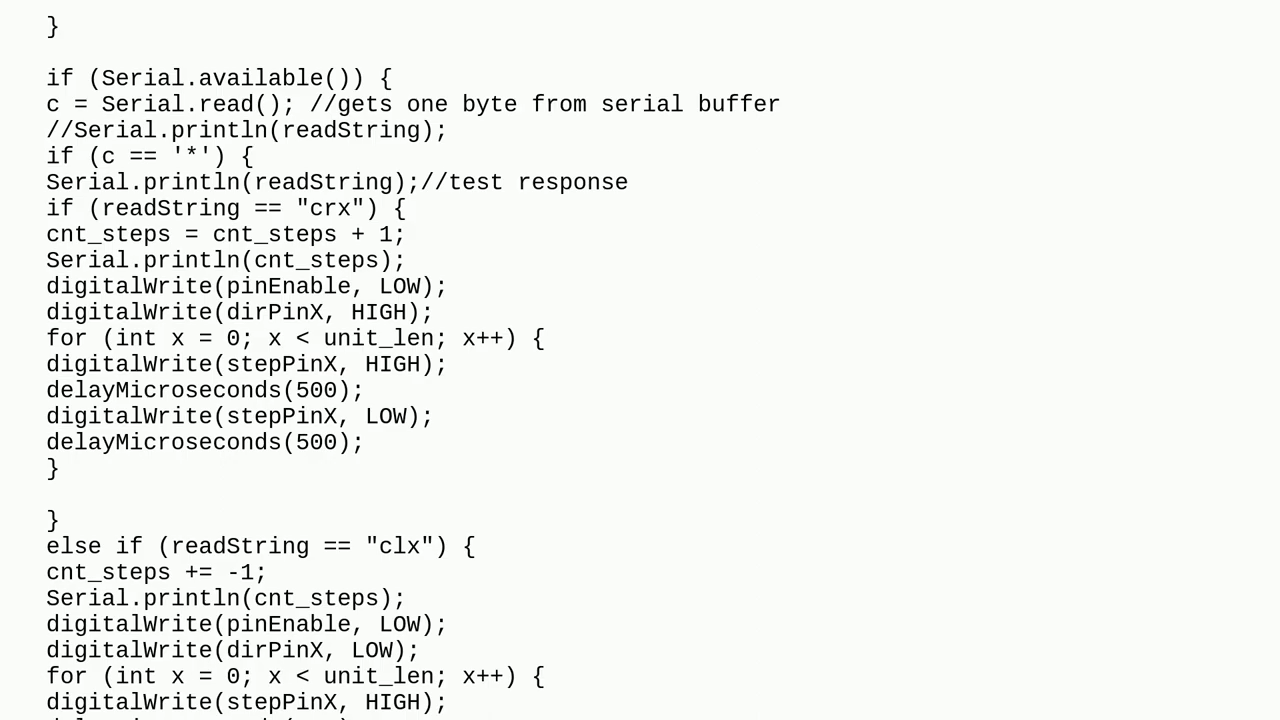 }
if (Serial.available()) {
c = Serial.read(); //gets one byte from serial buffer
//Serial.println(readString);
if (c == '*') {
Serial.println(readString);//test response
if (readString == "crx") {
cnt_steps = cnt_steps + 1;
Serial.println(cnt_steps);
digitalWrite(pinEnable, LOW);
digitalWrite(dirPinX, HIGH);
for (int x = 0; x < unit_len; x++) {
digitalWrite(stepPinX, HIGH);
delayMicroseconds(500);
digitalWrite(stepPinX, LOW);
delayMicroseconds(500);
}
}
else if (readString == "clx") {
cnt_steps += -1;
Serial.println(cnt_steps);
digitalWrite(pinEnable, LOW);
digitalWrite(dirPinX, LOW);
for (int x = 0; x < unit_len; x++) {
digitalWrite(stepPinX, HIGH);